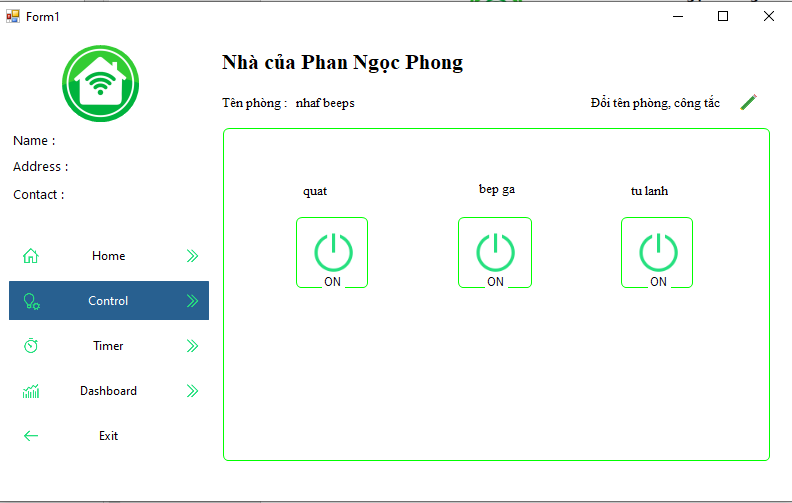 Form1
Nhà của Phan Ngọc Phong
Tên phòng : nhaf beeps
Đổi tên phòng, công tắc
Name :
Address :
Contact :
Home
Control
Timer
Dashboard
Exit
quat
bep ga
tu lanh
ON
ON
ON